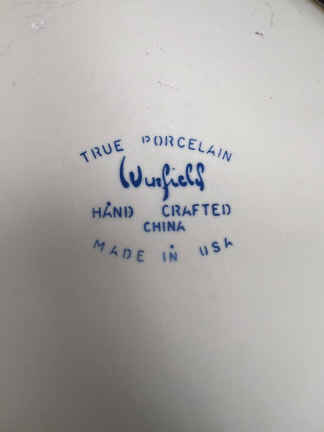 TRUE PORCELAIN
Winfield
HAND CRAFTED
CHINA
MADE IN USA